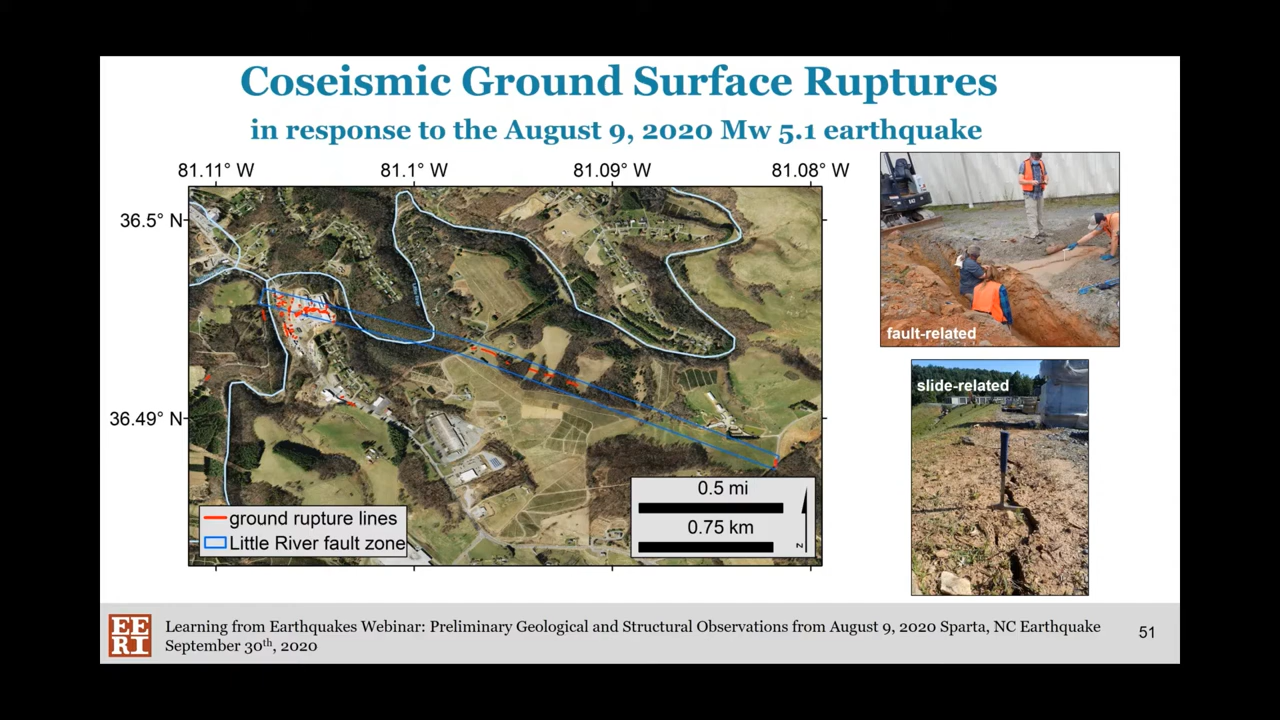 Coseismic Ground Surface Ruptures
in response to the August 9, 2020 Mw 5.1 earthquake
81.11° W
81.1° W
81.09° W
81.08° W
36.5° N
36.49° N
fault-related
slide-related
0.5 mi
0.75 km
N
ground rupture lines
Little River fault zone
EE
RI
Learning from Earthquakes Webinar: Preliminary Geological and Structural Observations from August 9, 2020 Sparta, NC Earthquake
September 30th, 2020
51